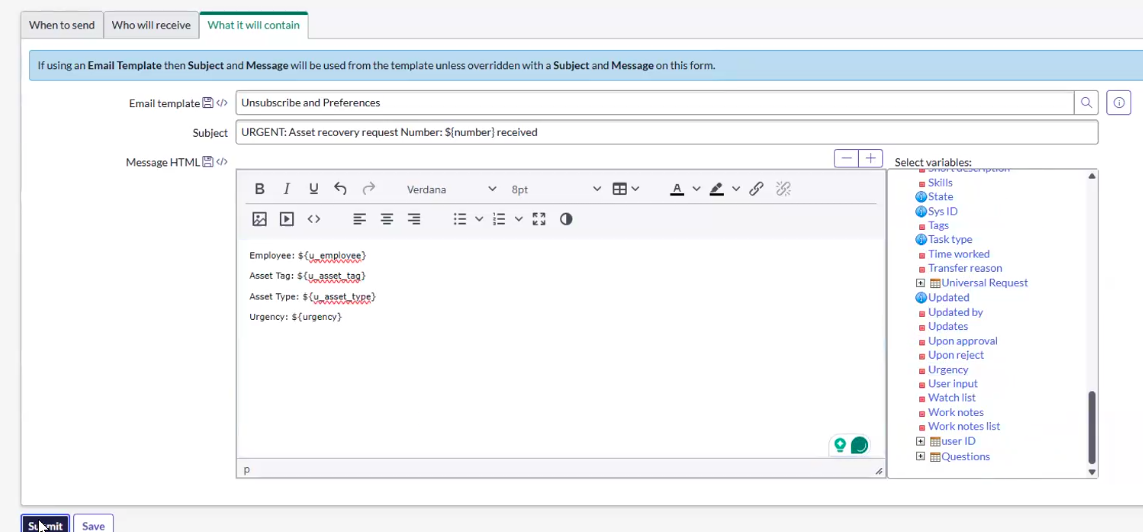 When to send Who will receive What it will contain
If using an Email Template then Subject and Message will be used from the template unless overridden with a Subject and Message on this form.
Email template Unsubscribe and Preferences
Subject URGENT: Asset recovery request Number: ${number} received
Message HTML
Select variables:
B I U Verdana 8pt A
Employee: ${u_employee}
Asset Tag: ${u_asset_tag}
Asset Type: ${u_asset_type}
Urgency: ${urgency}
p
Short description
Skills
State
Sys ID
Tags
Task type
Time worked
Transfer reason
Universal Request
Updated
Updated by
Updates
Upon approval
Upon reject
Urgency
User input
Watch list
Work notes
Work notes list
user ID
Questions
Submit Save